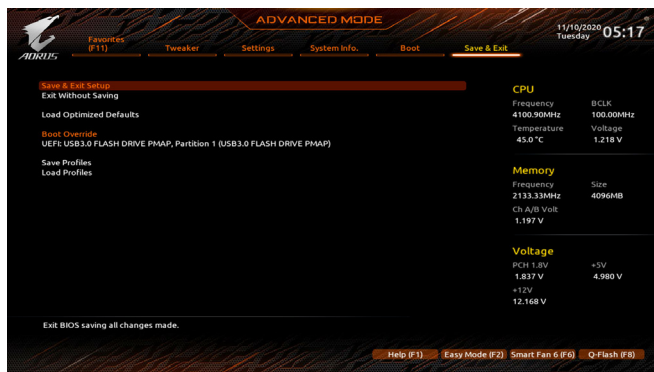 ADVANCED MODE
11/10/2020
Tuesday
05:17
AORUS
Favorites
(F11)
Tweaker
Settings
System Info.
Boot
Save & Exit
Save & Exit Setup
Exit Without Saving
Load Optimized Defaults
Boot Override
UEFI: USB3.0 FLASH DRIVE PMAP, Partition 1 (USB3.0 FLASH DRIVE PMAP)
Save Profiles
Load Profiles
CPU
Frequency BCLK
4100.90MHz 100.00MHz
Temperature Voltage
45.0 °C 1.218 V
Memory
Frequency Size
2133.33MHz 4096MB
Ch A/B Volt
1.197 V
Voltage
PCH 1.8V +5V
1.837 V 4.980 V
+12V
12.168 V
Exit BIOS saving all changes made.
Help (F1) Easy Mode (F2) Smart Fan 6 (F6) Q-Flash (F8)